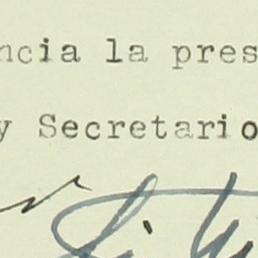 ncia la pres
y Secretario